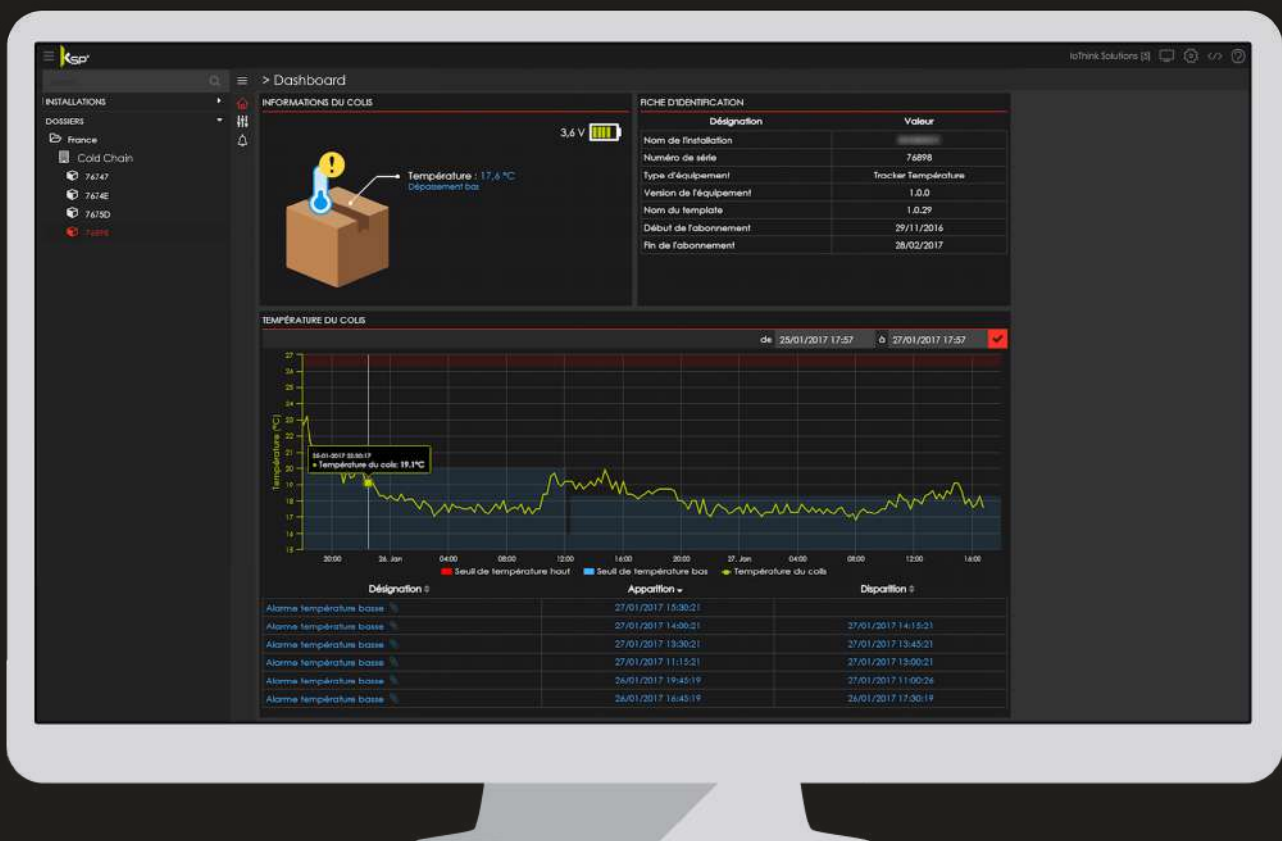 Ksp
IoThink Solutions [3]
> Dashboard
INSTALLATIONS
DOSSIERS
France
Cold Chain
76747
7674E
7675D
76898
INFORMATIONS DU COLIS
3,6 V
Température : 17,6 °C
Dépassement bas
FICHE D'IDENTIFICATION
Désignation Valeur
Nom de l'installation
Numéro de série 76898
Type d'équipement Tracker Température
Version de l'équipement 1.0.0
Nom du template 1.0.29
Début de l'abonnement 29/11/2016
Fin de l'abonnement 28/02/2017
TEMPÉRATURE DU COLIS
de 25/01/2017 17:57 à 27/01/2017 17:57
Température (°C)
27
26
25
24
23
22
21
20
19
18
17
16
15
Température du colis: 19.1°C
20:00 26. Jan 04:00 08:00 12:00 16:00 20:00 27. Jan 04:00 08:00 12:00 16:00
Seuil de température haut Seuil de température bas Température du colis
Désignation Apparition Disparition
Alarme température basse 27/01/2017 15:30:21
Alarme température basse 27/01/2017 14:00:21 27/01/2017 14:15:21
Alarme température basse 27/01/2017 13:30:21 27/01/2017 13:45:21
Alarme température basse 27/01/2017 11:15:21 27/01/2017 13:00:21
Alarme température basse 26/01/2017 19:45:19 27/01/2017 11:00:26
Alarme température basse 26/01/2017 16:45:19 26/01/2017 17:30:19